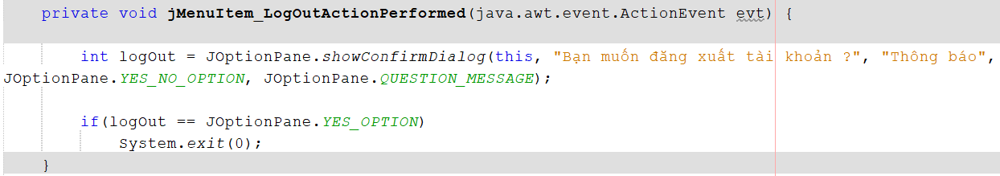 private void jMenuItem_LogOutActionPerformed(java.awt.event.ActionEvent evt) {
int logOut = JOptionPane.showConfirmDialog(this, "Bạn muốn đăng xuất tài khoản ?", "Thông báo",
JOptionPane.YES_NO_OPTION, JOptionPane.QUESTION_MESSAGE);
if(logOut == JOptionPane.YES_OPTION)
System.exit(0);
}